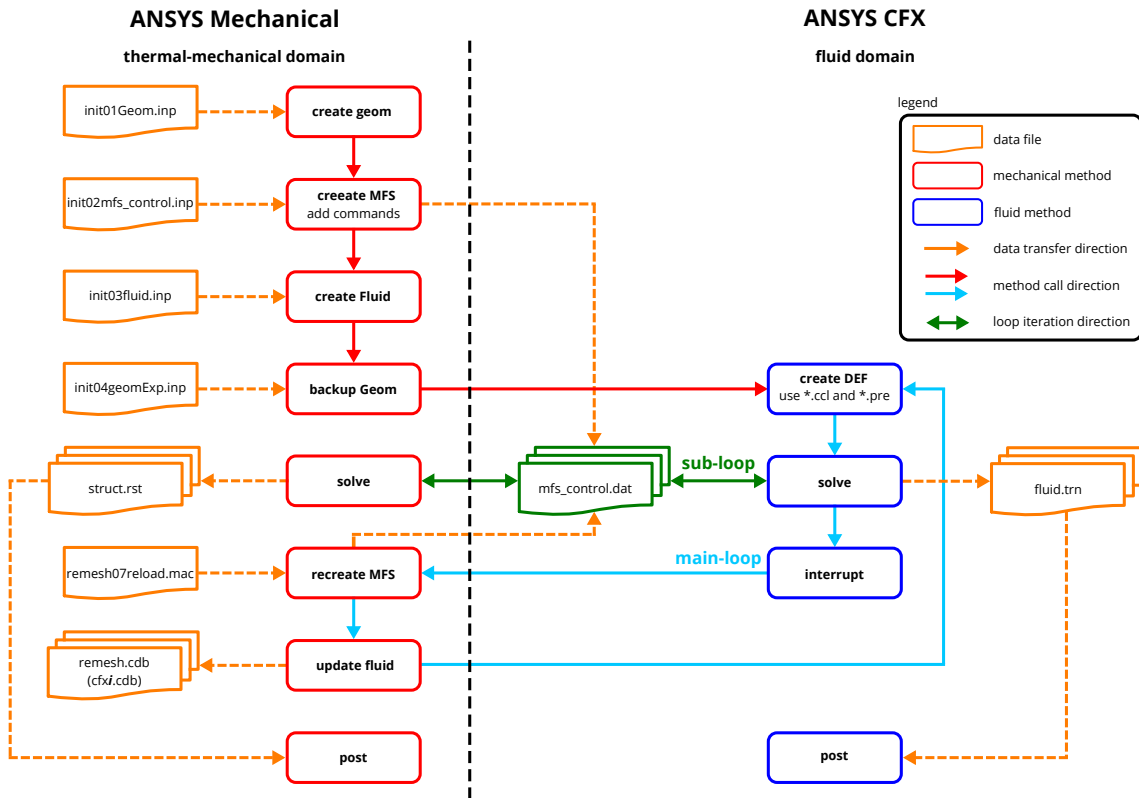 ANSYS Mechanical
ANSYS CFX
thermal-mechanical domain
fluid domain
init01Geom.inp
create geom
init02mfs_control.inp
creeate MFS
add commands
init03fluid.inp
create Fluid
init04geomExp.inp
backup Geom
create DEF
use *.ccl and *.pre
struct.rst
solve
mfs_control.dat
sub-loop
solve
fluid.trn
remesh07reload.mac
recreate MFS
main-loop
interrupt
remesh.cdb
(cfxi.cdb)
update fluid
post
post
legend
data file
mechanical method
fluid method
data transfer direction
method call direction
loop iteration direction